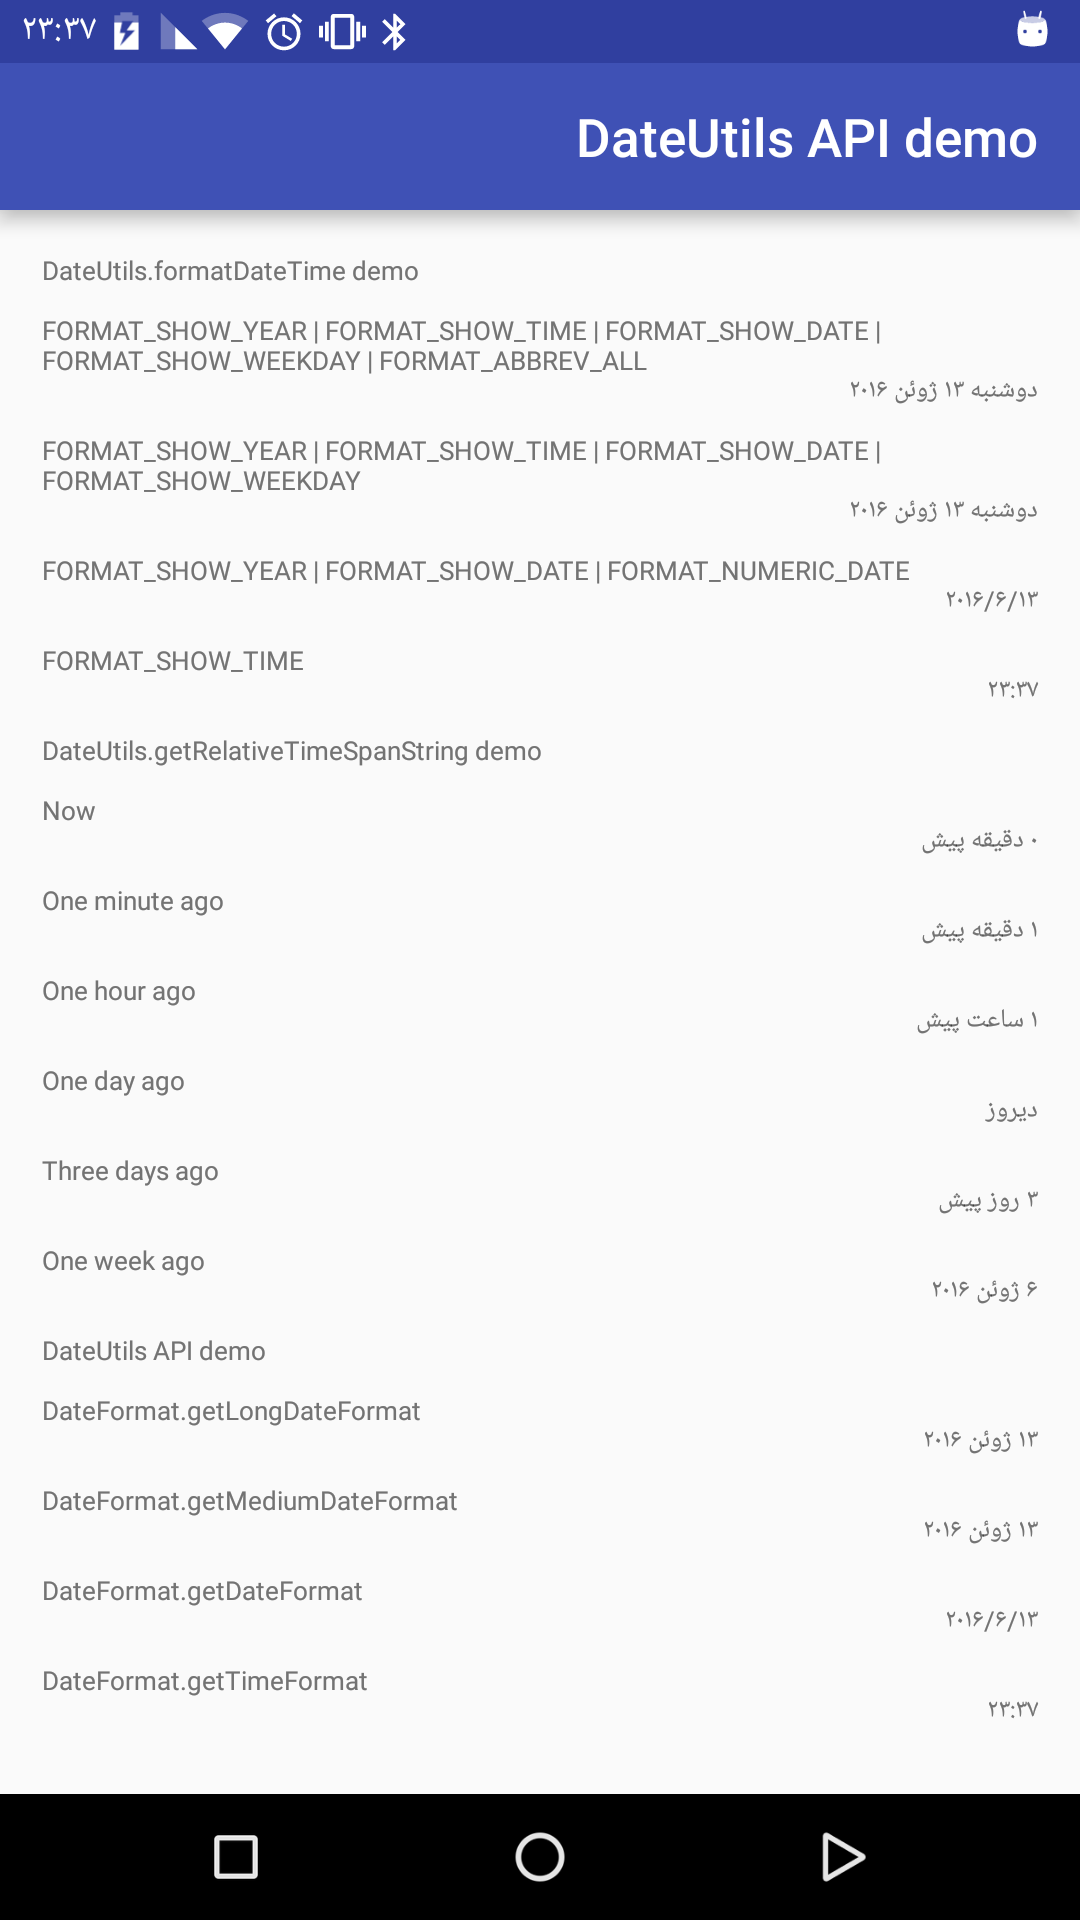 ۲۳:۳۷
DateUtils API demo
DateUtils.formatDateTime demo
FORMAT_SHOW_YEAR | FORMAT_SHOW_TIME | FORMAT_SHOW_DATE |
FORMAT_SHOW_WEEKDAY | FORMAT_ABBREV_ALL
دوشنبه ۱۳ ژوئن ۲۰۱۶
FORMAT_SHOW_YEAR | FORMAT_SHOW_TIME | FORMAT_SHOW_DATE |
FORMAT_SHOW_WEEKDAY
دوشنبه ۱۳ ژوئن ۲۰۱۶
FORMAT_SHOW_YEAR | FORMAT_SHOW_DATE | FORMAT_NUMERIC_DATE
۲۰۱۶/۶/۱۳
FORMAT_SHOW_TIME
۲۳:۳۷
DateUtils.getRelativeTimeSpanString demo
Now
۰ دقیقه پیش
One minute ago
۱ دقیقه پیش
One hour ago
۱ ساعت پیش
One day ago
دیروز
Three days ago
۳ روز پیش
One week ago
۶ ژوئن ۲۰۱۶
DateUtils API demo
DateFormat.getLongDateFormat
۱۳ ژوئن ۲۰۱۶
DateFormat.getMediumDateFormat
۱۳ ژوئن ۲۰۱۶
DateFormat.getDateFormat
۲۰۱۶/۶/۱۳
DateFormat.getTimeFormat
۲۳:۳۷